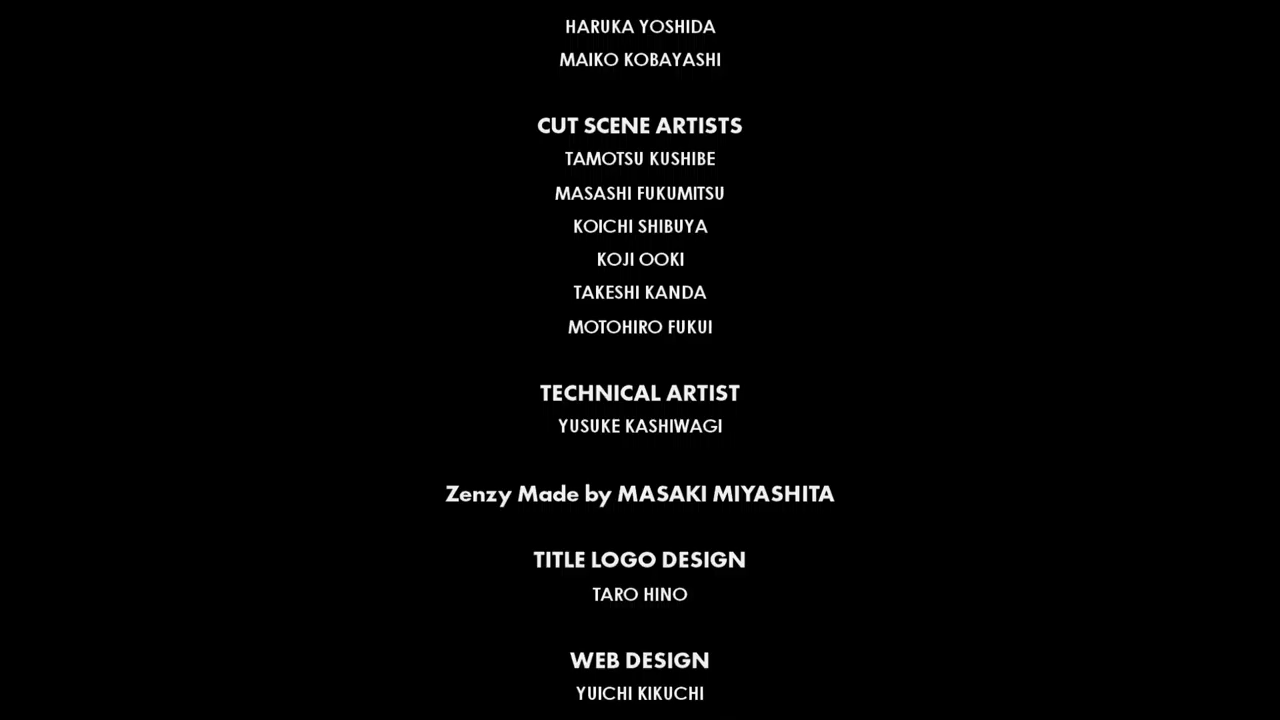 HARUKA YOSHIDA
MAIKO KOBAYASHI
CUT SCENE ARTISTS
TAMOTSU KUSHIBE
MASASHI FUKUMITSU
KOICHI SHIBUYA
KOJI OOKI
TAKESHI KANDA
MOTOHIRO FUKUI
TECHNICAL ARTIST
YUSUKE KASHIWAGI
Zenzy Made by MASAKI MIYASHITA
TITLE LOGO DESIGN
TARO HINO
WEB DESIGN
YUICHI KIKUCHI